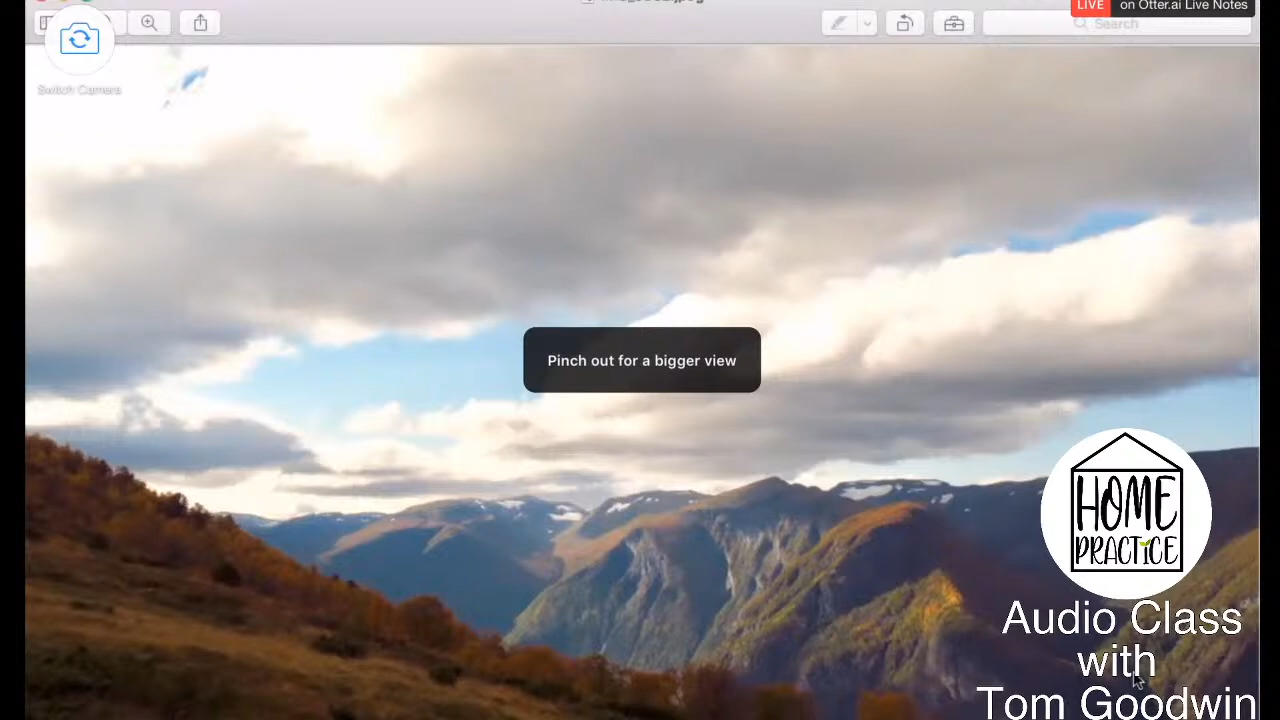 LIVE on Otter.ai Live Notes
Search
Switch Camera
Pinch out for a bigger view
HOME
PRACTICE
Audio Class
with
Tom Goodwin